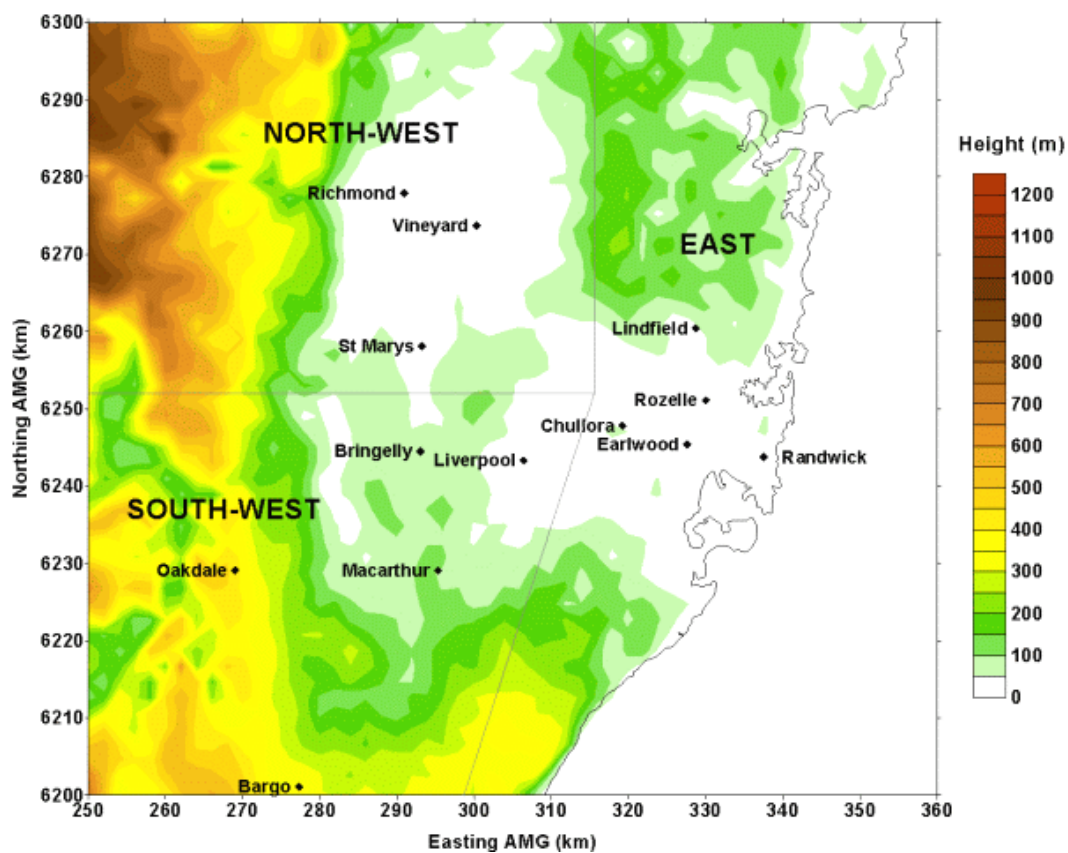 6300
6290
6280
6270
6260
6250
6240
6230
6220
6210
6200
Northing AMG (km)
250 260 270 280 290 300 310 320 330 340 350 360
Easting AMG (km)
NORTH-WEST
Richmond
Vineyard
EAST
Lindfield
St Marys
Rozelle
Chullora
Earlwood
Bringelly
Liverpool
Randwick
SOUTH-WEST
Oakdale
Macarthur
Bargo
Height (m)
1200
1100
1000
900
800
700
600
500
400
300
200
100
0